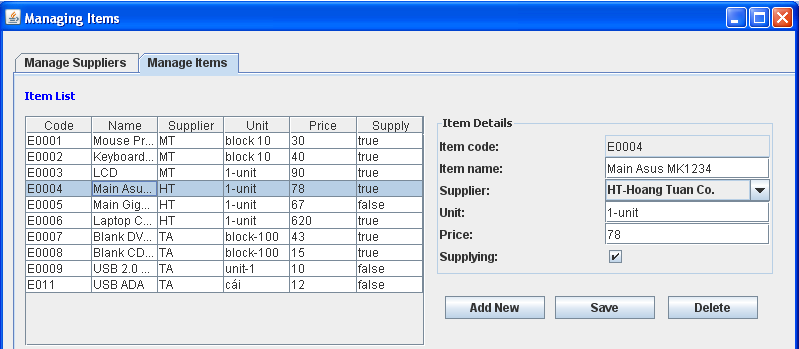 Managing Items
Manage Suppliers Manage Items
Item List
Code Name Supplier Unit Price Supply
E0001 Mouse Pr... MT block 10 30 true
E0002 Keyboard... MT block 10 40 true
E0003 LCD MT 1-unit 90 true
E0004 Main Asu... HT 1-unit 78 true
E0005 Main Gig... HT 1-unit 67 false
E0006 Laptop C... HT 1-unit 620 true
E0007 Blank DV... TA block-100 43 true
E0008 Blank CD... TA block-100 15 true
E0009 USB 2.0 ... TA unit-1 10 false
E011 USB ADA TA cái 12 false
Item Details
Item code: E0004
Item name: Main Asus MK1234
Supplier: HT-Hoang Tuan Co.
Unit: 1-unit
Price: 78
Supplying:
Add New Save Delete